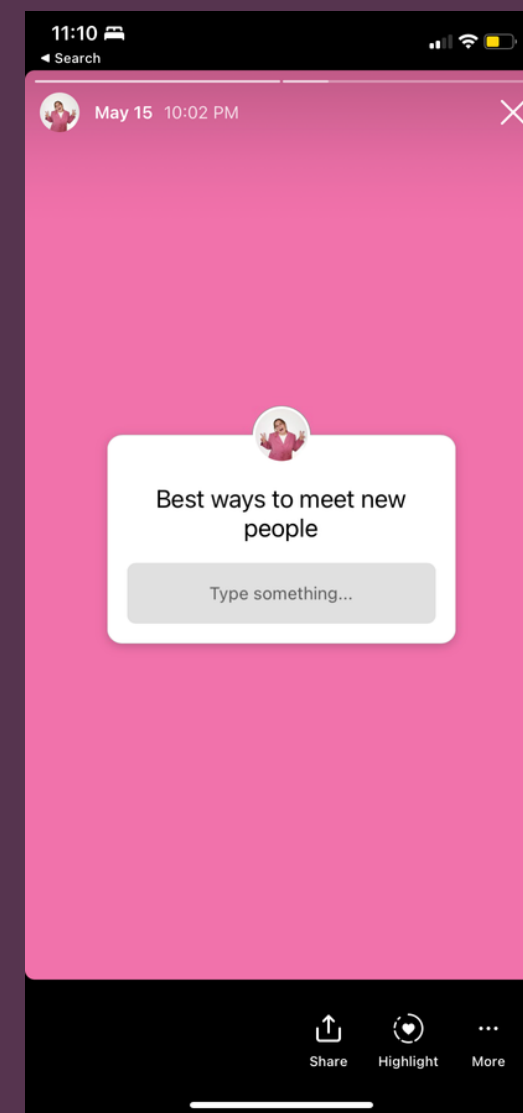 11:10
◀ Search
May 15 10:02 PM
Best ways to meet new
people
Type something...
Share Highlight More